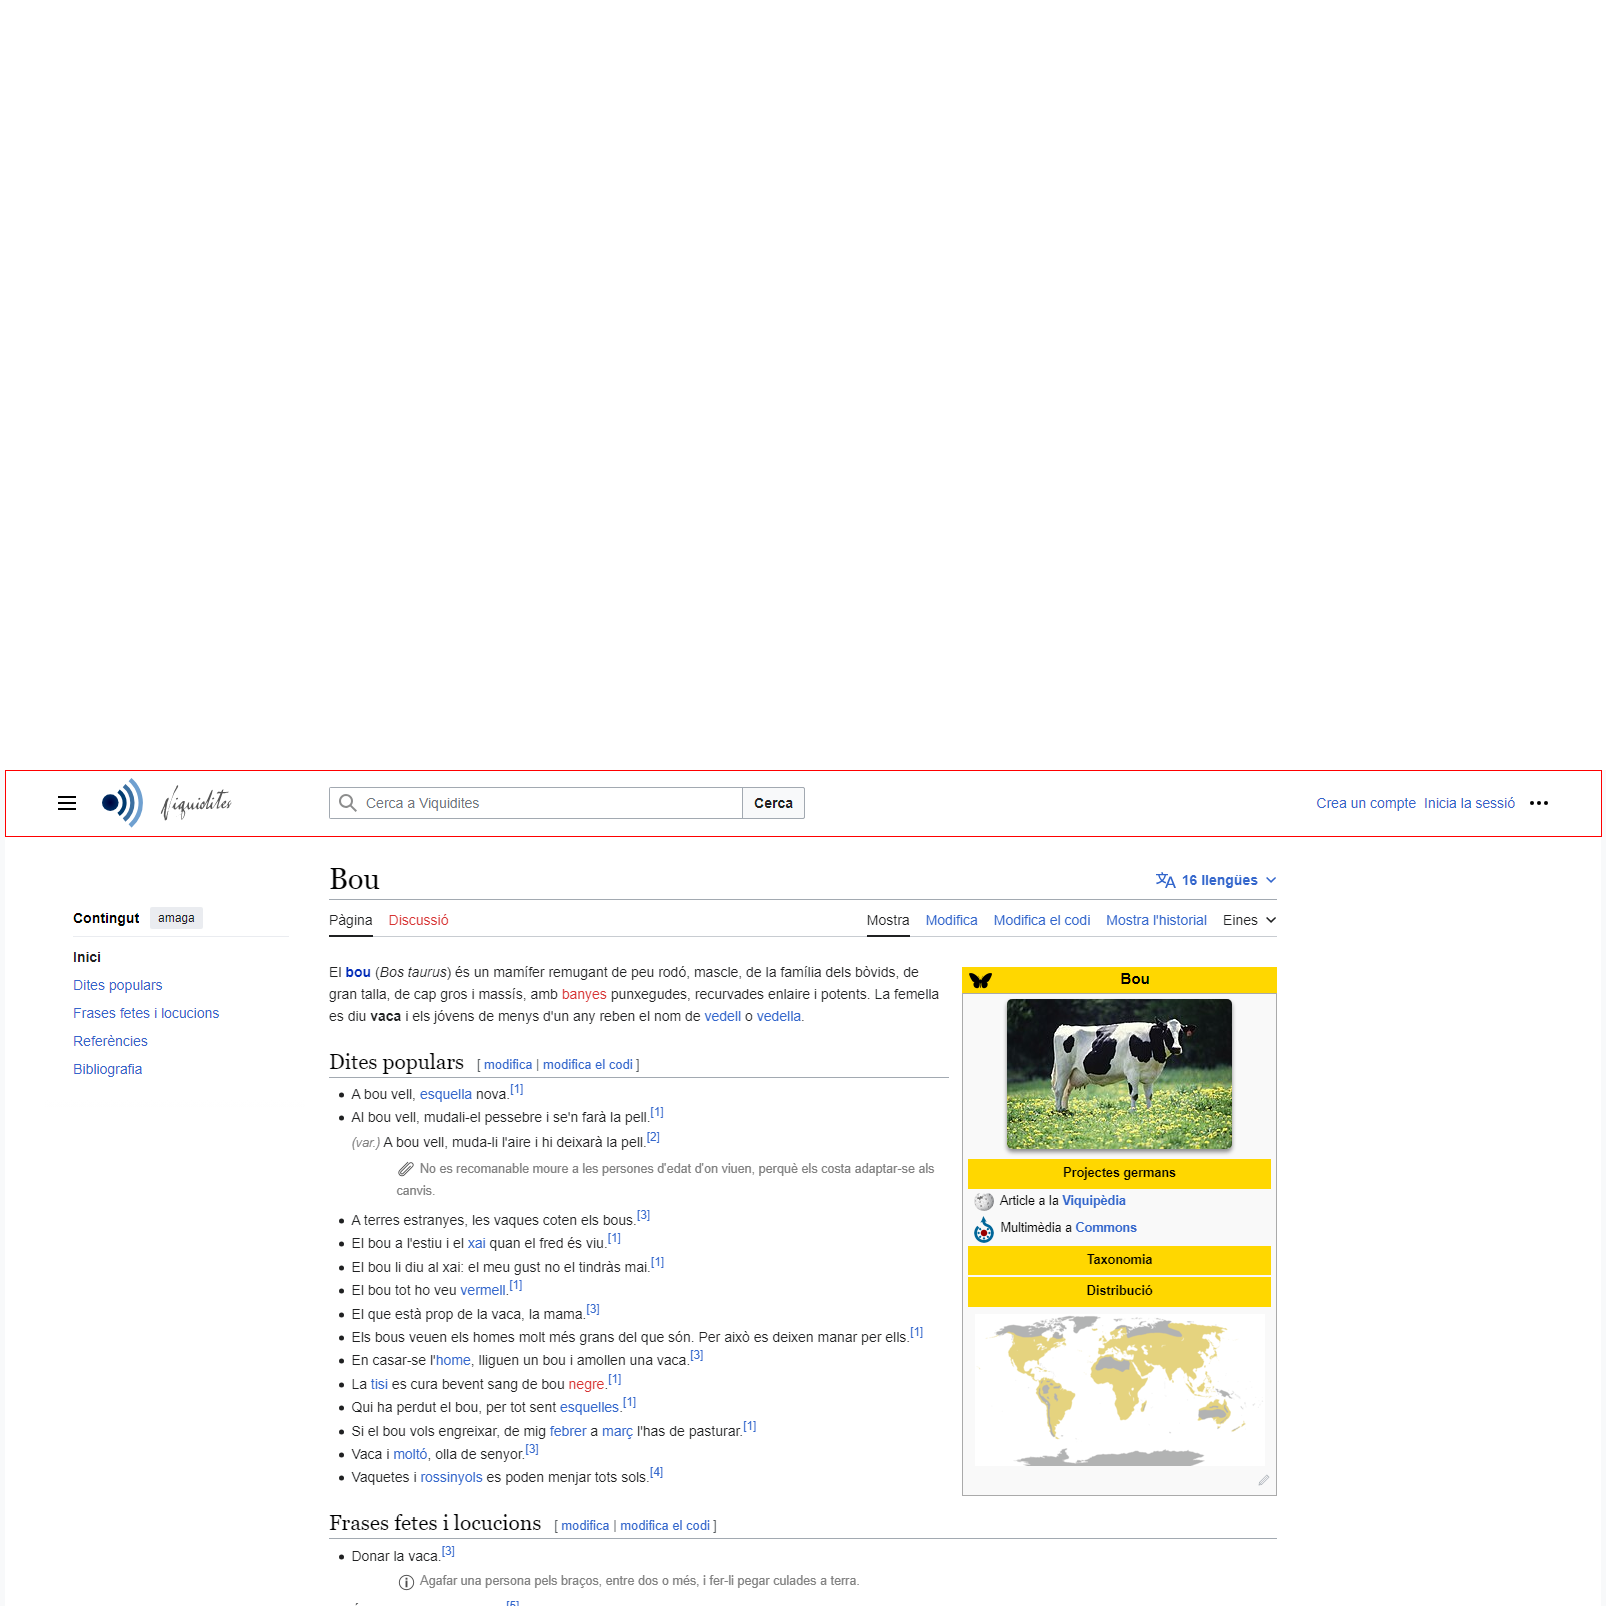 Viquidites
Cerca a Viquidites
Cerca
Crea un compte Inicia la sessió
Bou
16 llengües
Contingut amaga
Inici
Dites populars
Frases fetes i locucions
Referències
Bibliografia
Pàgina Discussió
Mostra Modifica Modifica el codi Mostra l'historial Eines
El bou (Bos taurus) és un mamífer remugant de peu rodó, mascle, de la família dels bòvids, de
gran talla, de cap gros i massís, amb banyes punxegudes, recurvades enlaire i potents. La femella
es diu vaca i els jóvens de menys d'un any reben el nom de vedell o vedella.
Dites populars [ modifica | modifica el codi ]
A bou vell, esquella nova.[1]
Al bou vell, mudali-el pessebre i se'n farà la pell.[1]
(var.) A bou vell, muda-li l'aire i hi deixarà la pell.[2]
No es recomanable moure a les persones d'edat d'on viuen, perquè els costa adaptar-se als
canvis.
A terres estranyes, les vaques coten els bous.[3]
El bou a l'estiu i el xai quan el fred és viu.[1]
El bou li diu al xai: el meu gust no el tindràs mai.[1]
El bou tot ho veu vermell.[1]
El que està prop de la vaca, la mama.[3]
Els bous veuen els homes molt més grans del que són. Per això es deixen manar per ells.[1]
En casar-se l'home, lliguen un bou i amollen una vaca.[3]
La tisi es cura bevent sang de bou negre.[1]
Qui ha perdut el bou, per tot sent esquelles.[1]
Si el bou vols engreixar, de mig febrer a març l'has de pasturar.[1]
Vaca i moltó, olla de senyor.[3]
Vaquetes i rossinyols es poden menjar tots sols.[4]
Bou
Projectes germans
Article a la Viquipèdia
Multimèdia a Commons
Taxonomia
Distribució
Frases fetes i locucions [ modifica | modifica el codi ]
Donar la vaca.[3]
Agafar una persona pels braços, entre dos o més, i fer-li pegar culades a terra.
[5]